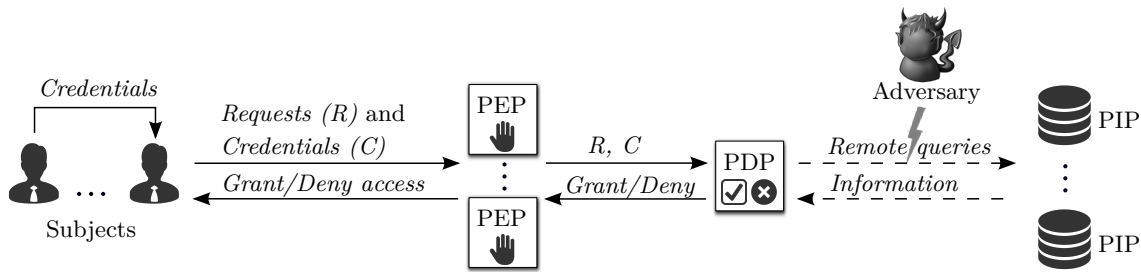 Credentials
Subjects
Requests (R) and
Credentials (C)
Grant/Deny access
PEP
PEP
R, C
Grant/Deny
PDP
Adversary
Remote queries
Information
PIP
PIP